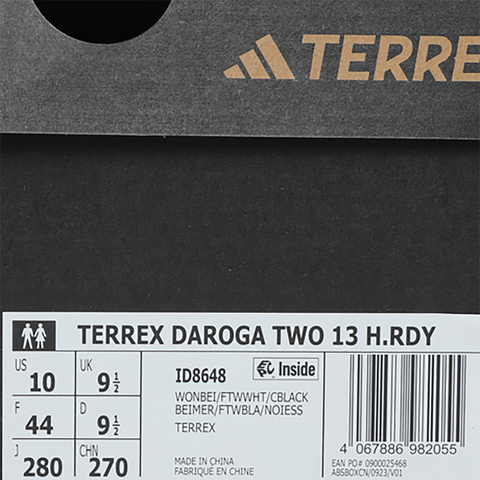 TERRE
TERREX DAROGA TWO 13 H.RDY
US 10 UK 9 1/2
F 44 D 9 1/2
J 280 CHN 270
ID8648 Inside
WONBEI/FTWWHT/CBLACK
BEIMER/FTWBLA/NOIESS
TERREX
MADE IN CHINA
FABRIQUÉ EN CHINE
4 067886 982055
EAN PO# 0900025468
ABSBOXCN/0923/V01